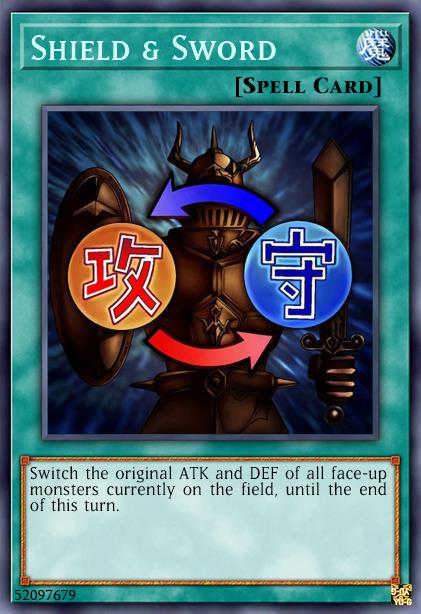 Shield & Sword
魔
[Spell Card]
攻 守
Switch the original ATK and DEF of all face-up
monsters currently on the field, until the end
of this turn.
52097679